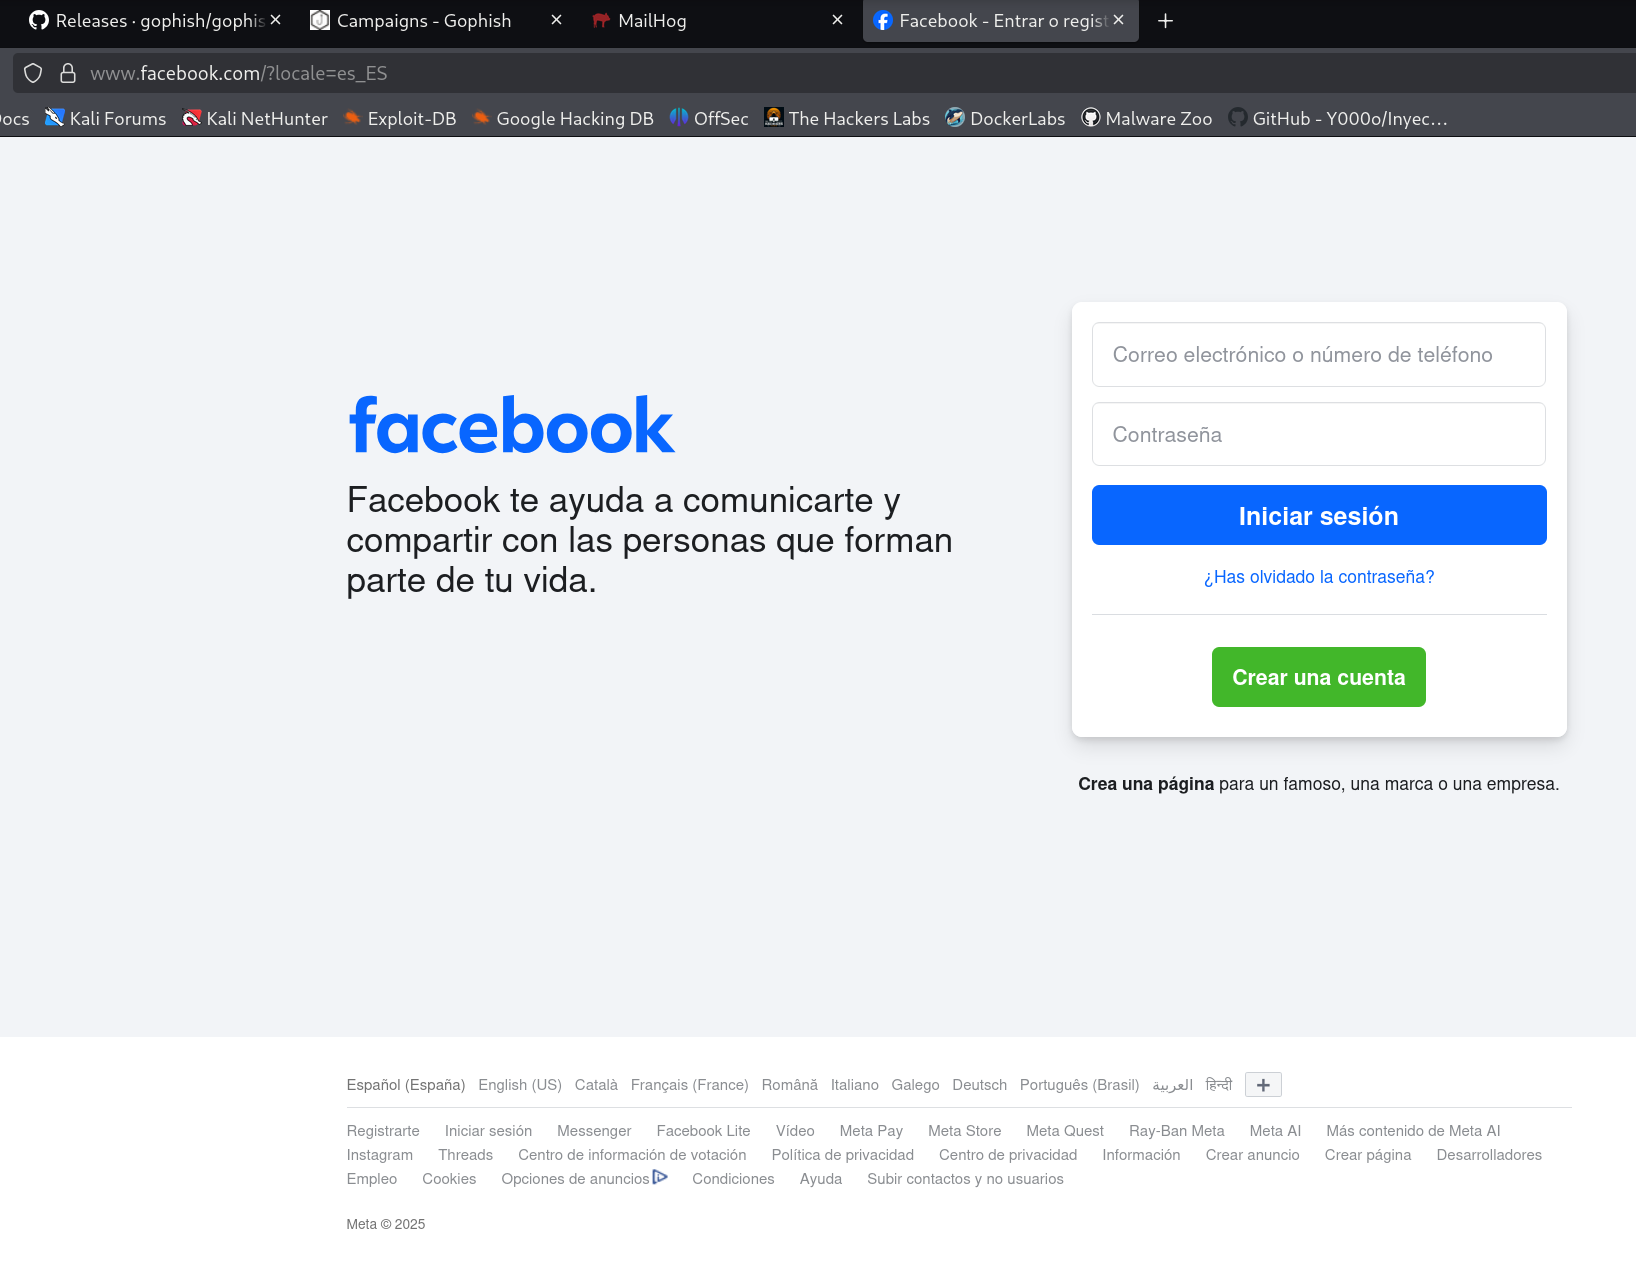 Releases · gophish/gophis
Campaigns - Gophish
MailHog
Facebook - Entrar o regist
www.facebook.com/?locale=es_ES
ocs Kali Forums Kali NetHunter Exploit-DB Google Hacking DB OffSec The Hackers Labs DockerLabs Malware Zoo GitHub - Y000o/Inyec…
facebook
Facebook te ayuda a comunicarte y
compartir con las personas que forman
parte de tu vida.
Correo electrónico o número de teléfono
Contraseña
Iniciar sesión
¿Has olvidado la contraseña?
Crear una cuenta
Crea una página para un famoso, una marca o una empresa.
Español (España) English (US) Català Français (France) Română Italiano Galego Deutsch Português (Brasil) العربية हिन्दी
Registrarte Iniciar sesión Messenger Facebook Lite Vídeo Meta Pay Meta Store Meta Quest Ray-Ban Meta Meta AI Más contenido de Meta AI
Instagram Threads Centro de información de votación Política de privacidad Centro de privacidad Información Crear anuncio Crear página Desarrolladores
Empleo Cookies Opciones de anuncios Condiciones Ayuda Subir contactos y no usuarios
Meta © 2025